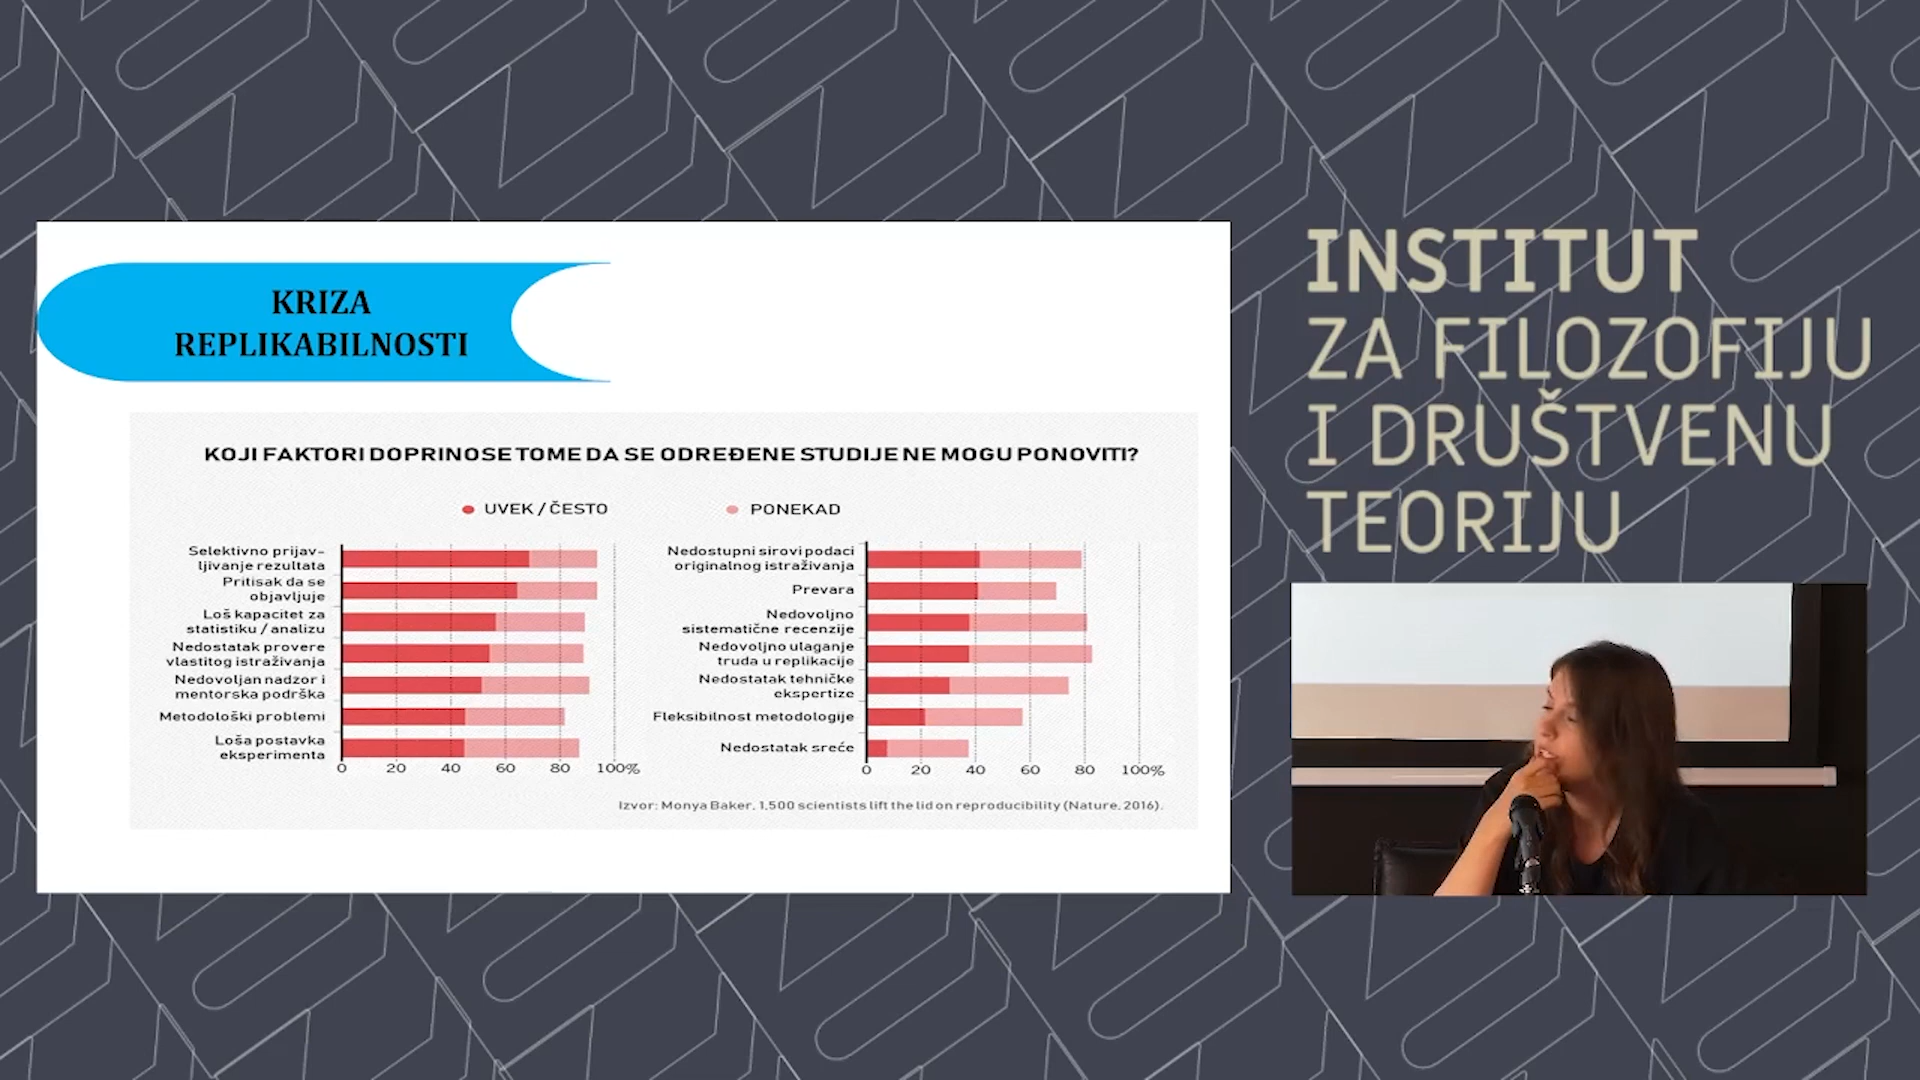 KRIZA
REPLIKABILNOSTI
KOJI FAKTORI DOPRINOSE TOME DA SE ODREĐENE STUDIJE NE MOGU PONOVITI?
UVEK / ČESTO
PONEKAD
Selektivno prijav-
ljivanje rezultata
Pritisak da se
objavljuje
Loš kapacitet za
statistiku / analizu
Nedostatak provere
vlastitog istraživanja
Nedovoljan nadzor i
mentorska podrška
Metodološki problemi
Loša postavka
eksperimenta
0 20 40 60 80 100%
Nedostupni sirovi podaci
originalnog istraživanja
Prevara
Nedovoljno
sistematične recenzije
Nedovoljno ulaganje
truda u replikacije
Nedostatak tehničke
ekspertize
Fleksibilnost metodologije
Nedostatak sreće
0 20 40 60 80 100%
Izvor: Monya Baker. 1,500 scientists lift the lid on reproducibility (Nature, 2016).
INSTITUT
ZA FILOZOFIJU
I DRUŠTVENU
TEORIJU